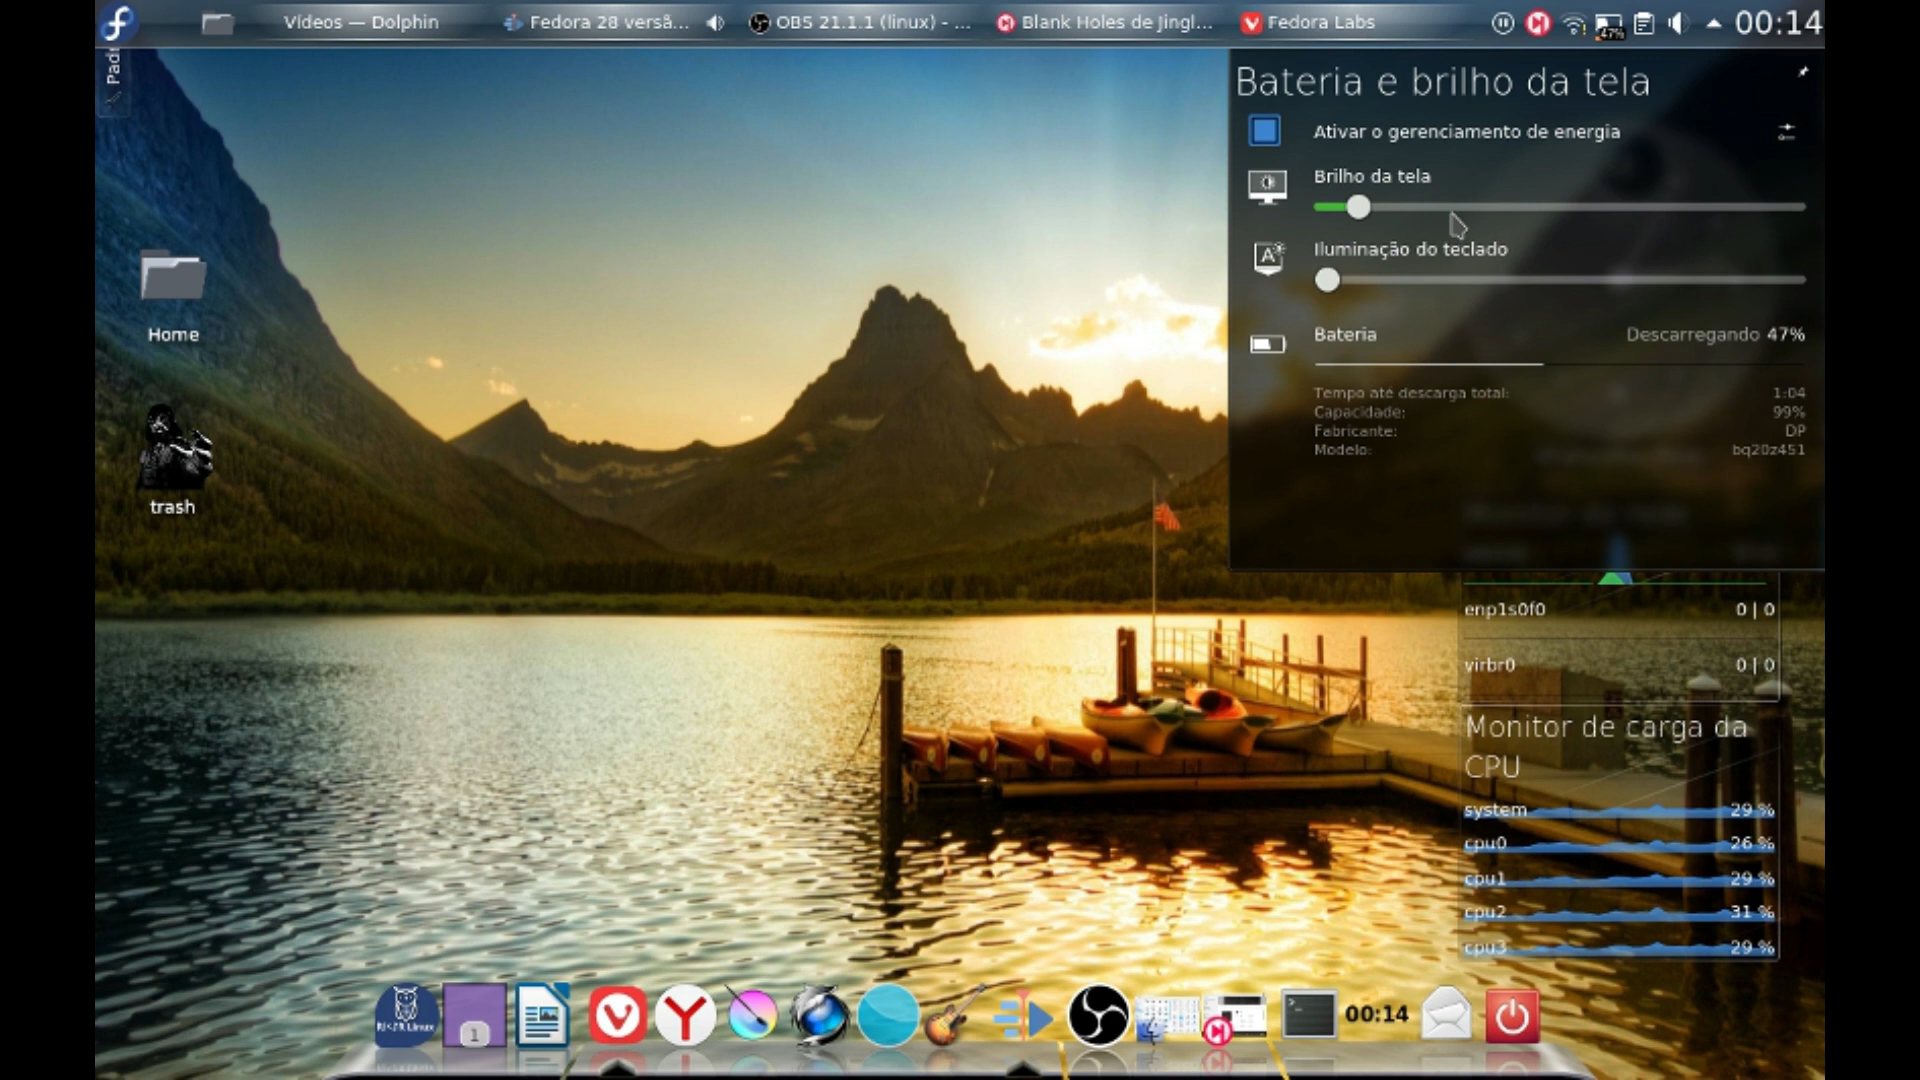 Vídeos — Dolphin
Fedora 28 versã...
OBS 21.1.1 (linux) - ...
Blank Holes de Jingl...
Fedora Labs
47%
00:14
Pad
Bateria e brilho da tela
Ativar o gerenciamento de energia
Brilho da tela
Iluminação do teclado
Bateria
Descarregando 47%
Tempo até descarga total: 1:04
Capacidade: 99%
Fabricante: DP
Modelo: bq20z451
Home
trash
enp1s0f0 0 | 0
virbr0 0 | 0
Monitor de carga da
CPU
system 29 %
cpu0 26 %
cpu1 29 %
cpu2 31 %
cpu3 29 %
1
00:14